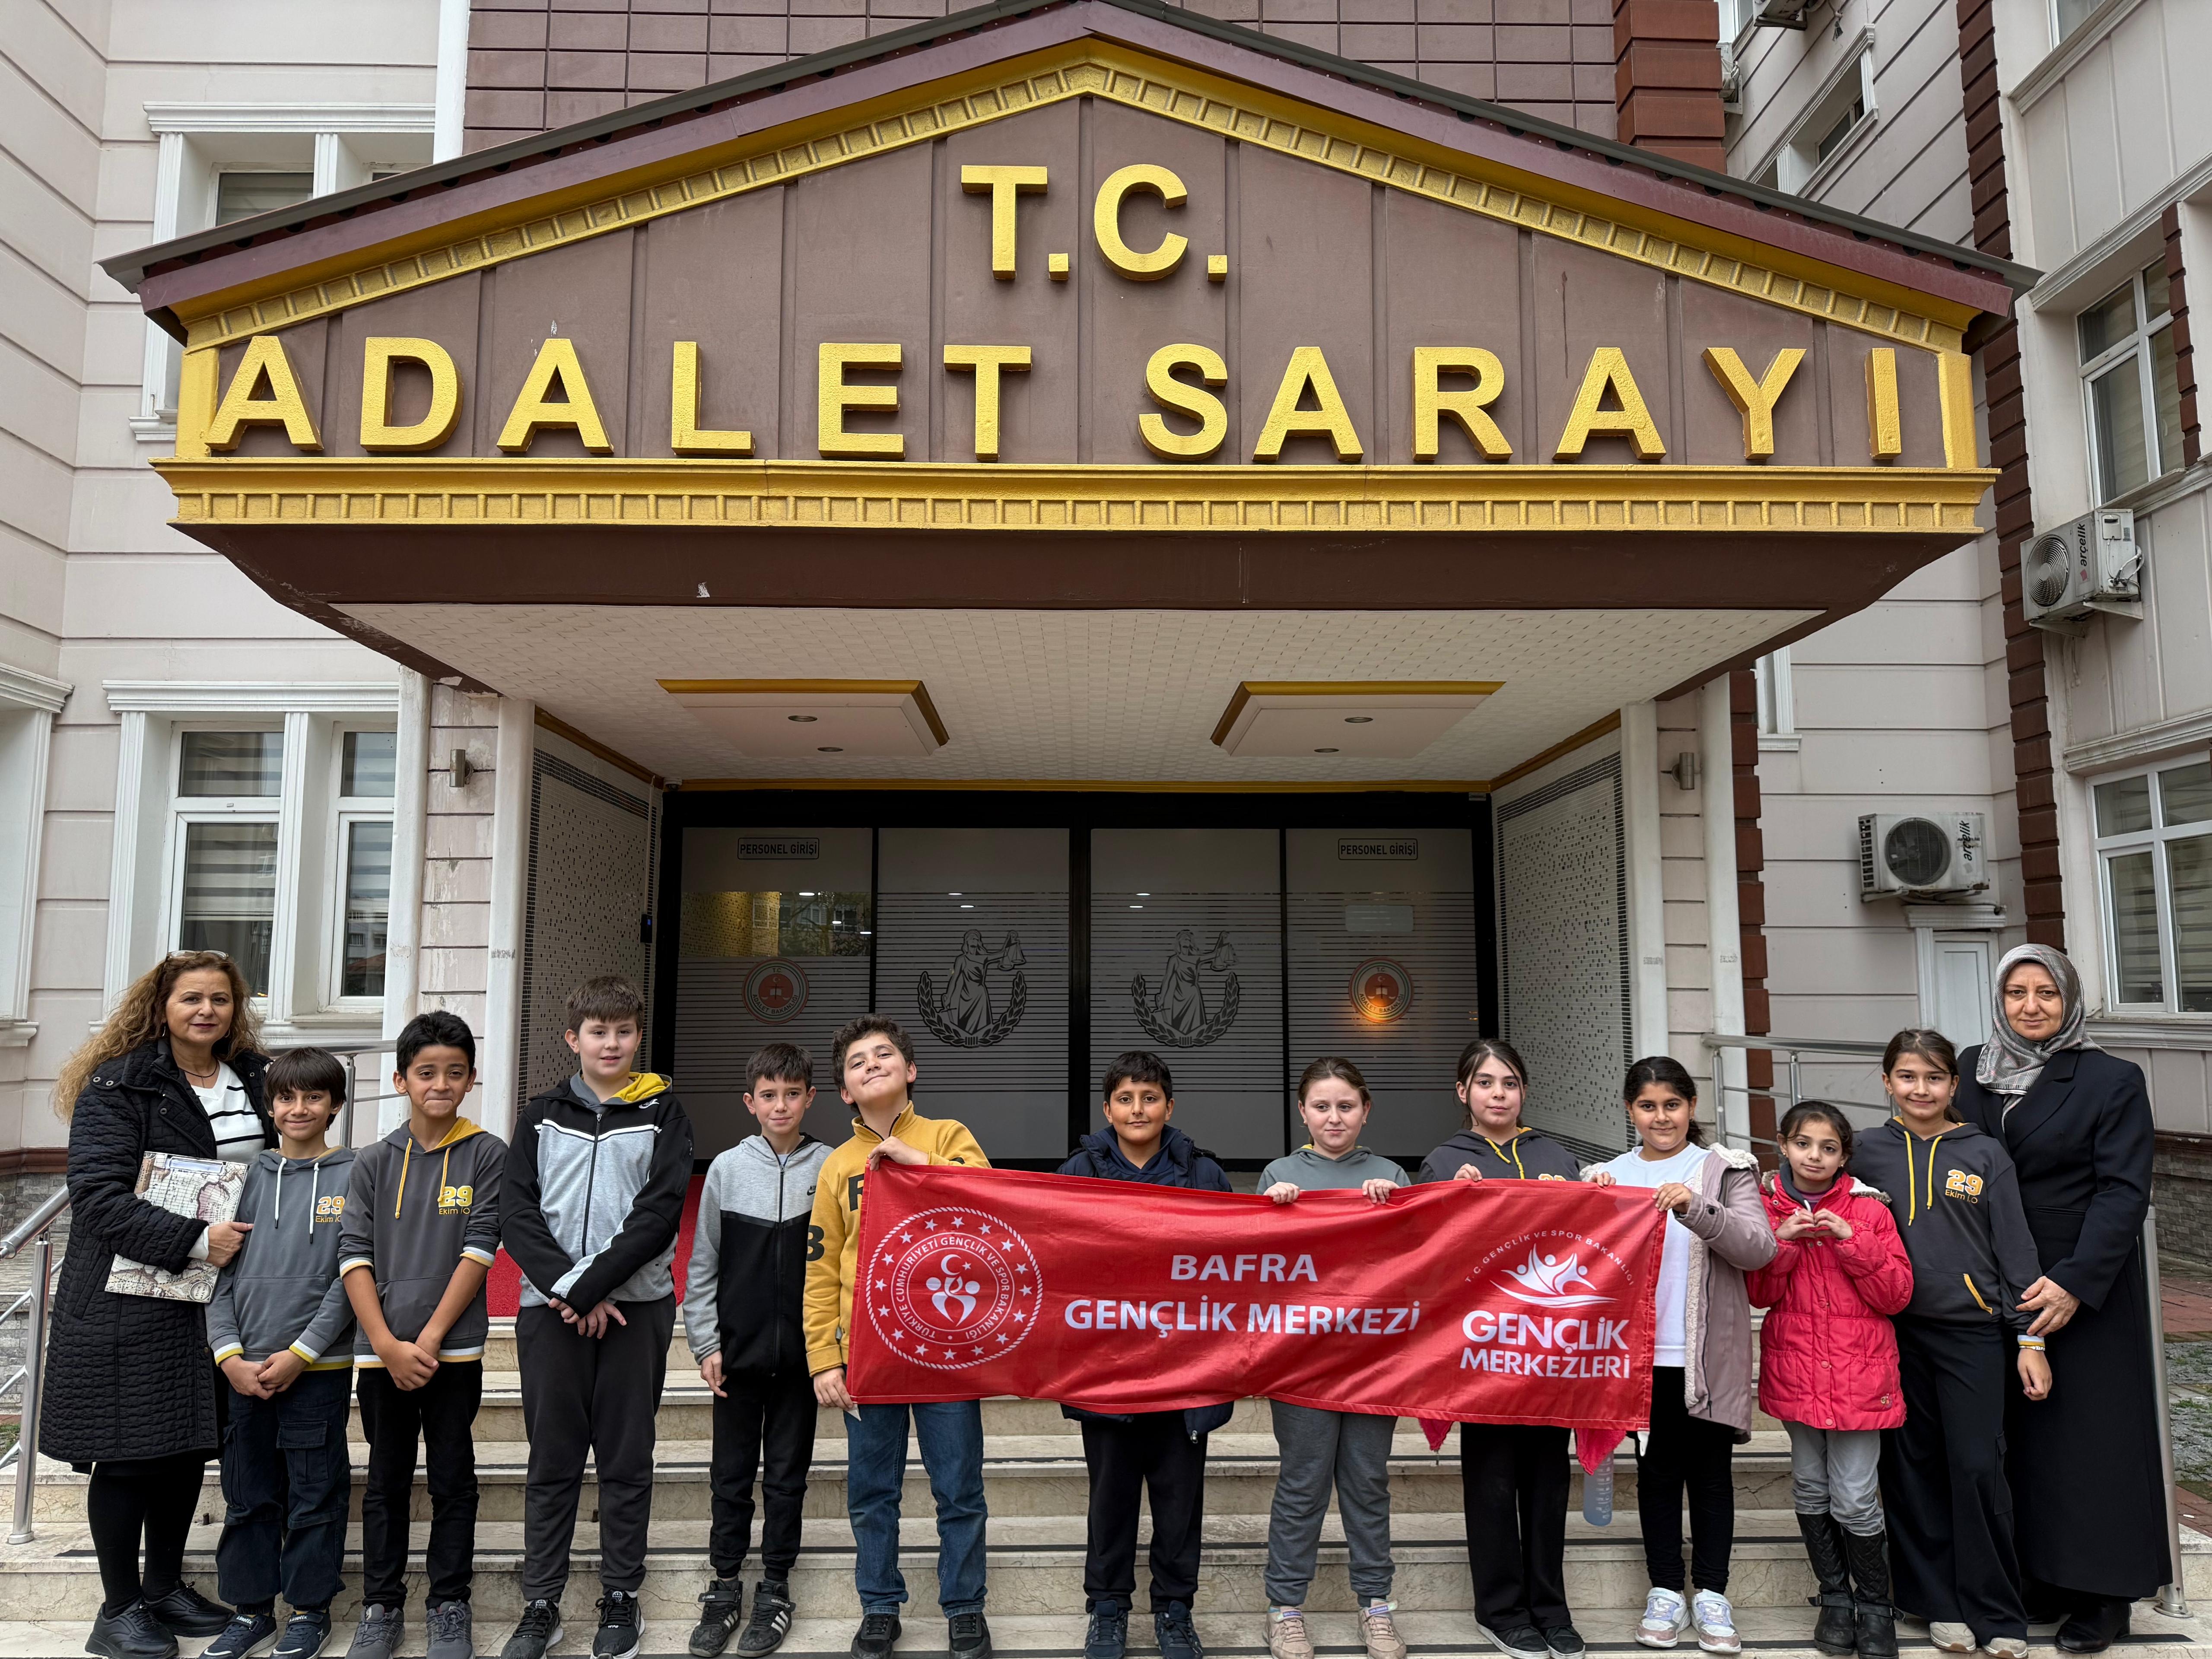 T.C.
ADALET SARAYI
arçelik
arçelik
PERSONEL GİRİŞİ
PERSONEL GİRİŞİ
29
Ekim İO
29
Ekim İO
29
Ekim İO
TÜRKİYE CUMHURİYETİ GENÇLİK VE SPOR BAKANLIĞI
BAFRA
GENÇLİK MERKEZİ
T.C GENÇLİK VE SPOR BAKANLIĞI
GENÇLİK
MERKEZLERİ